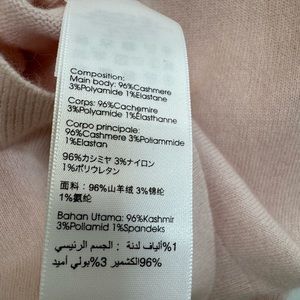 Composition:
Main body: 96%Cashmere
3%Polyamide 1%Elastane
Corps: 96%Cachemire
3%Polyamide 1%Élasthanne
Corpo principale:
96%Cashmere 3%Poliammide
1%Elastan
96%カシミヤ 3%ナイロン
1%ポリウレタン
面料：96%山羊绒 3%锦纶
1%氨纶
Bahan Utama: 96%Kashmir
3%Poliamid 1%Spandeks
1% ألياف لدنة : الجسم الرئيسي
96% الكشمير 3% بولي أميد